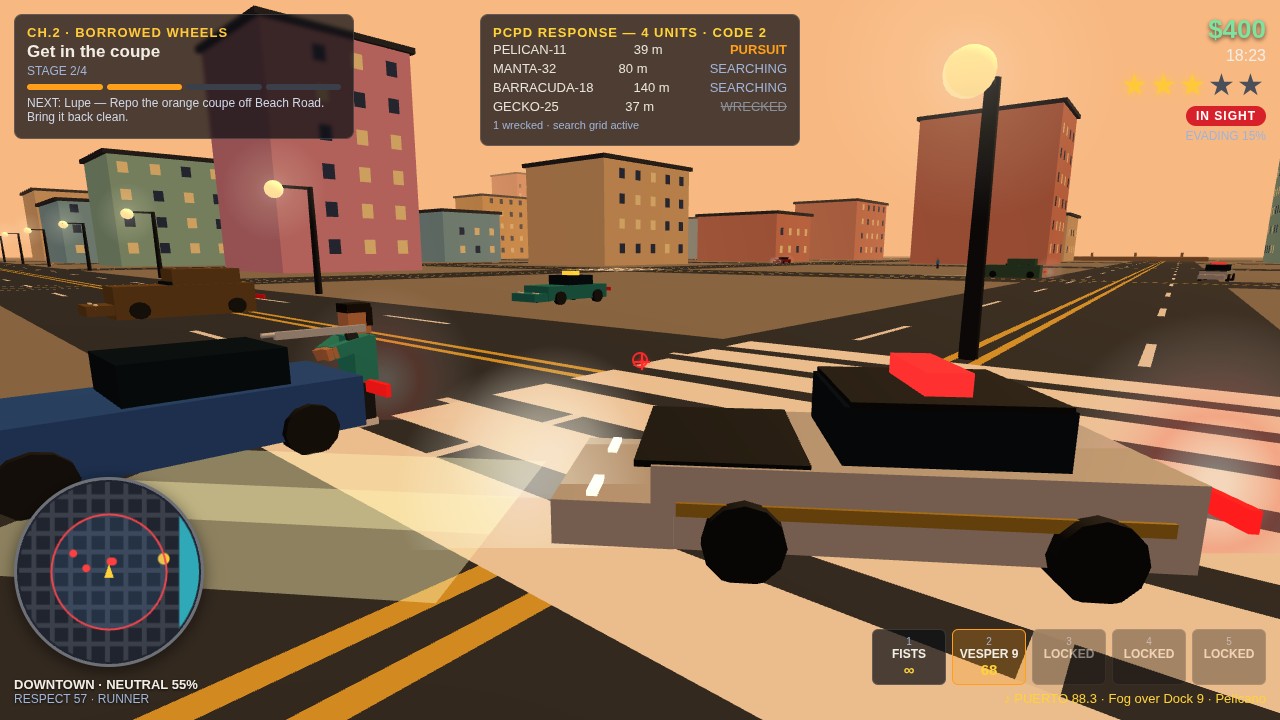 CH.2 · BORROWED WHEELS
Get in the coupe
STAGE 2/4
NEXT: Lupe — Repo the orange coupe off Beach Road.
Bring it back clean.
PCPD RESPONSE — 4 UNITS · CODE 2
PELICAN-11 39 m PURSUIT
MANTA-32 80 m SEARCHING
BARRACUDA-18 140 m SEARCHING
GECKO-25 37 m WRECKED
1 wrecked · search grid active
$400
18:23
IN SIGHT
EVADING 15%
DOWNTOWN · NEUTRAL 55%
RESPECT 57 · RUNNER
1 FISTS ∞
2 VESPER 9 68
3 LOCKED
4 LOCKED
5 LOCKED
♪ PUERTO 88.3 · Fog over Dock 9 · Pelicano